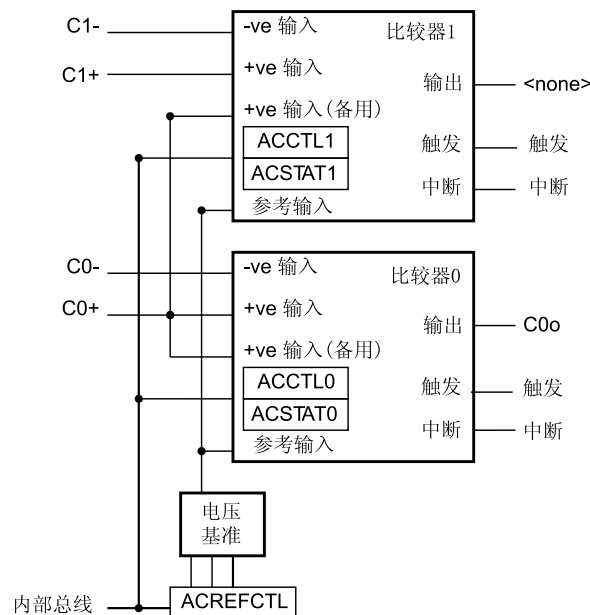 C1-
-ve 输入
比较器1
C1+
+ve 输入
输出
<none>
+ve 输入(备用)
ACCTL1
触发
触发
ACSTAT1
中断
中断
参考输入
C0-
-ve 输入
比较器0
C0+
+ve 输入
输出
C0o
+ve 输入(备用)
ACCTL0
触发
触发
ACSTAT0
中断
中断
参考输入
电压
基准
内部总线
ACREFCTL